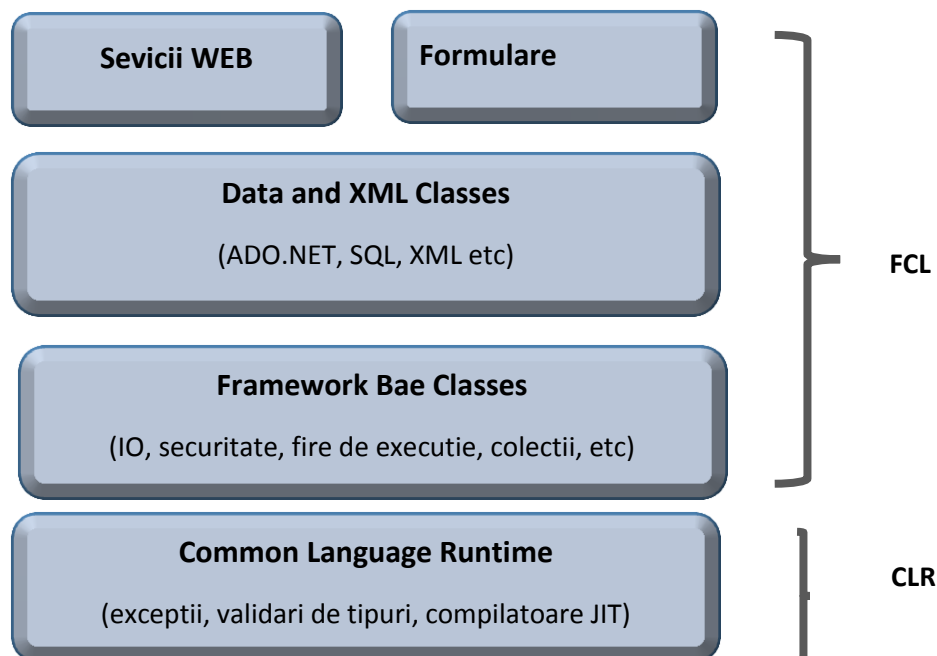 Sevicii WEB
Formulare
Data and XML Classes
(ADO.NET, SQL, XML etc)
FCL
Framework Bae Classes
(IO, securitate, fire de executie, colectii, etc)
Common Language Runtime
(exceptii, validari de tipuri, compilatoare JIT)
CLR